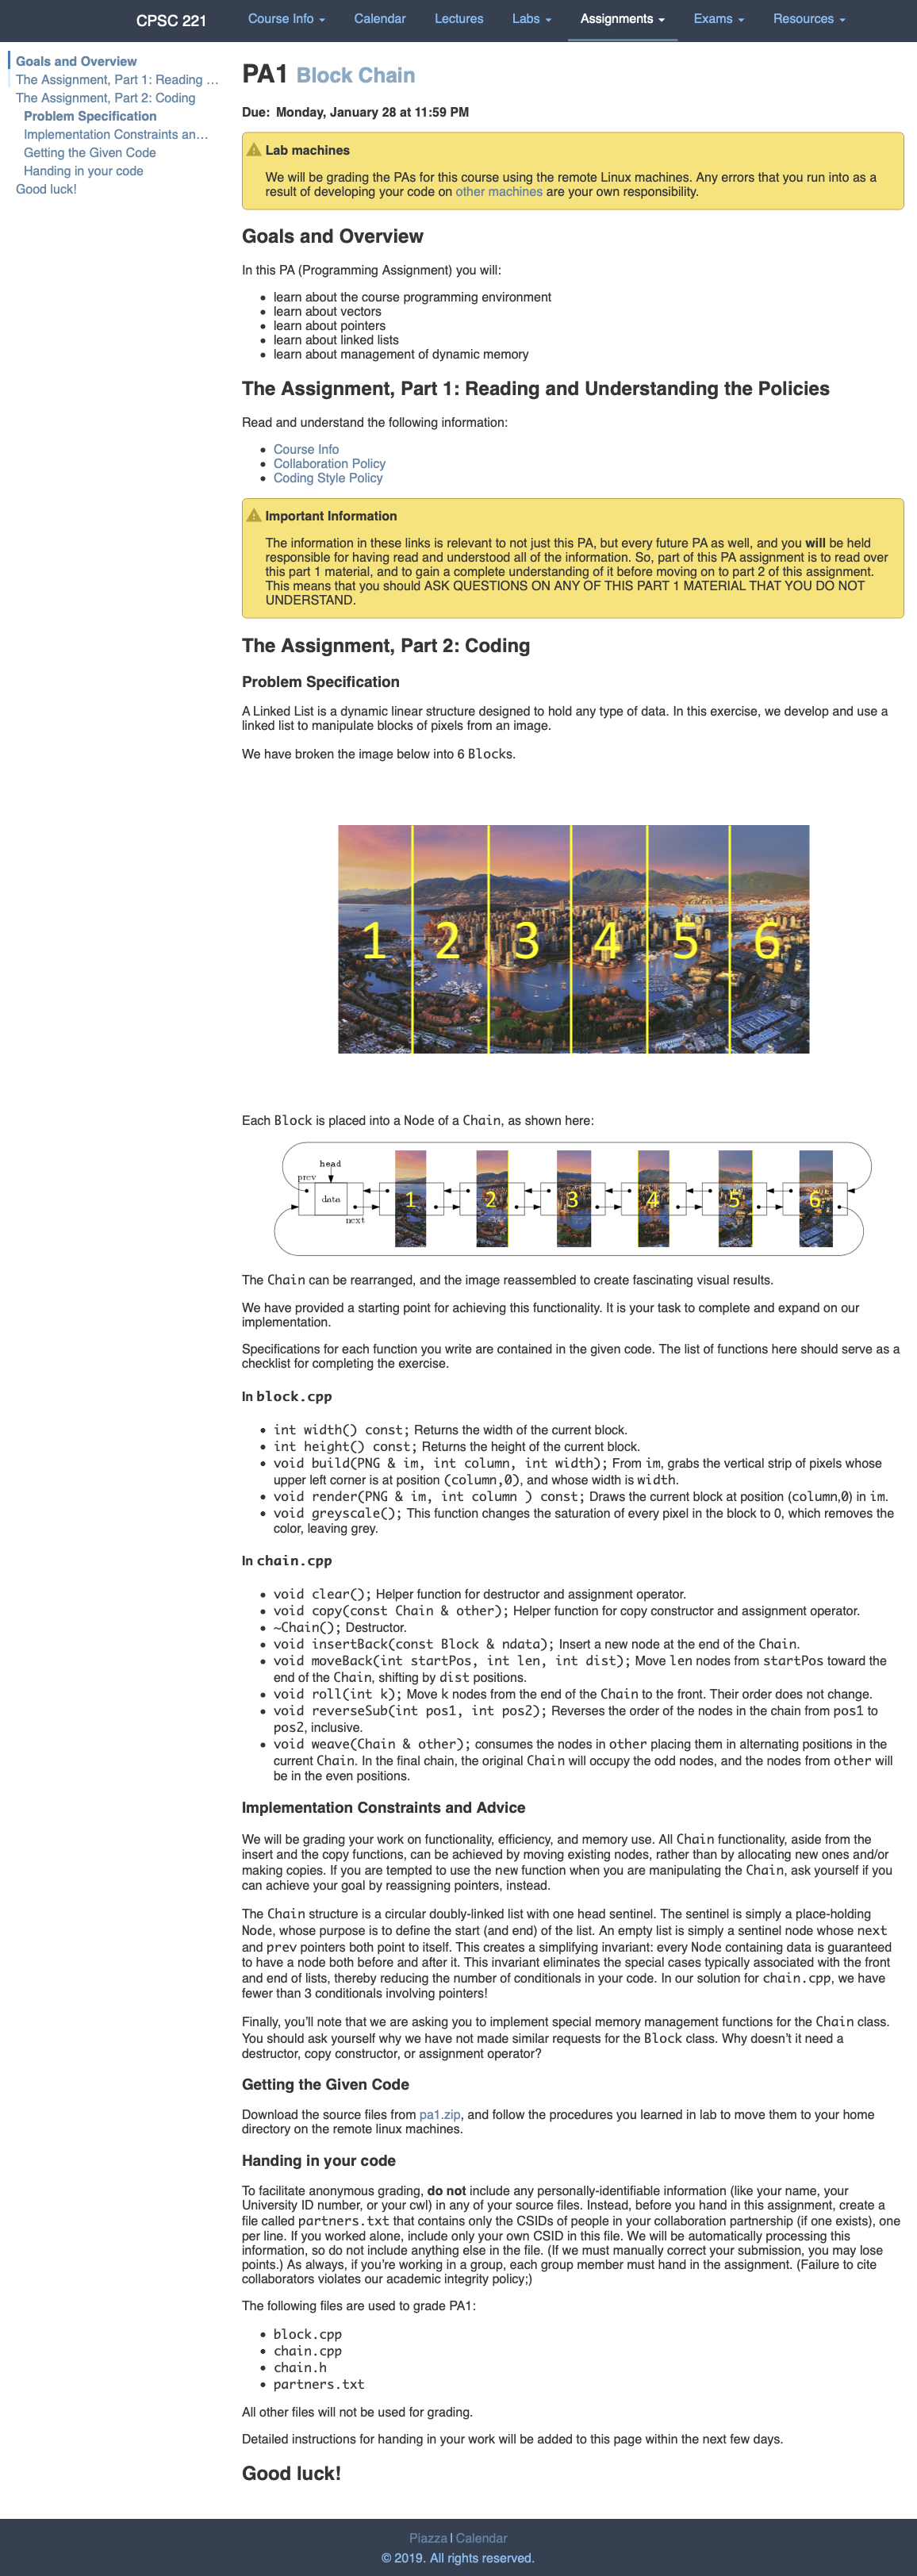 CPSC 221
Course Info
Calendar
Lectures
Labs
Assignments
Exams
Resources
Goals and Overview
The Assignment, Part 1: Reading ...
The Assignment, Part 2: Coding
Problem Specification
Implementation Constraints an...
Getting the Given Code
Handing in your code
Good luck!
PA1 Block Chain
Due: Monday, January 28 at 11:59 PM
Lab machines
We will be grading the PAs for this course using the remote Linux machines. Any errors that you run into as a
result of developing your code on other machines are your own responsibility.
Goals and Overview
In this PA (Programming Assignment) you will:
• learn about the course programming environment
• learn about vectors
• learn about pointers
• learn about linked lists
• learn about management of dynamic memory
The Assignment, Part 1: Reading and Understanding the Policies
Read and understand the following information:
• Course Info
• Collaboration Policy
• Coding Style Policy
Important Information
The information in these links is relevant to not just this PA, but every future PA as well, and you will be held
responsible for having read and understood all of the information. So, part of this PA assignment is to read over
this part 1 material, and to gain a complete understanding of it before moving on to part 2 of this assignment.
This means that you should ASK QUESTIONS ON ANY OF THIS PART 1 MATERIAL THAT YOU DO NOT
UNDERSTAND.
The Assignment, Part 2: Coding
Problem Specification
A Linked List is a dynamic linear structure designed to hold any type of data. In this exercise, we develop and use a
linked list to manipulate blocks of pixels from an image.
We have broken the image below into 6 Blocks.
1 2 3 4 5 6
Each Block is placed into a Node of a Chain, as shown here:
head
prev
data
next
1 2 3 4 5 6
The Chain can be rearranged, and the image reassembled to create fascinating visual results.
We have provided a starting point for achieving this functionality. It is your task to complete and expand on our
implementation.
Specifications for each function you write are contained in the given code. The list of functions here should serve as a
checklist for completing the exercise.
In block.cpp
• int width() const; Returns the width of the current block.
• int height() const; Returns the height of the current block.
• void build(PNG & im, int column, int width); From im, grabs the vertical strip of pixels whose
upper left corner is at position (column,0), and whose width is width.
• void render(PNG & im, int column ) const; Draws the current block at position (column,0) in im.
• void greyscale(); This function changes the saturation of every pixel in the block to 0, which removes the
color, leaving grey.
In chain.cpp
• void clear(); Helper function for destructor and assignment operator.
• void copy(const Chain & other); Helper function for copy constructor and assignment operator.
• ~Chain(); Destructor.
• void insertBack(const Block & ndata); Insert a new node at the end of the Chain.
• void moveBack(int startPos, int len, int dist); Move len nodes from startPos toward the
end of the Chain, shifting by dist positions.
• void roll(int k); Move k nodes from the end of the Chain to the front. Their order does not change.
• void reverseSub(int pos1, int pos2); Reverses the order of the nodes in the chain from pos1 to
pos2, inclusive.
• void weave(Chain & other); consumes the nodes in other placing them in alternating positions in the
current Chain. In the final chain, the original Chain will occupy the odd nodes, and the nodes from other will
be in the even positions.
Implementation Constraints and Advice
We will be grading your work on functionality, efficiency, and memory use. All Chain functionality, aside from the
insert and the copy functions, can be achieved by moving existing nodes, rather than by allocating new ones and/or
making copies. If you are tempted to use the new function when you are manipulating the Chain, ask yourself if you
can achieve your goal by reassigning pointers, instead.
The Chain structure is a circular doubly-linked list with one head sentinel. The sentinel is simply a place-holding
Node, whose purpose is to define the start (and end) of the list. An empty list is simply a sentinel node whose next
and prev pointers both point to itself. This creates a simplifying invariant: every Node containing data is guaranteed
to have a node both before and after it. This invariant eliminates the special cases typically associated with the front
and end of lists, thereby reducing the number of conditionals in your code. In our solution for chain.cpp, we have
fewer than 3 conditionals involving pointers!
Finally, you'll note that we are asking you to implement special memory management functions for the Chain class.
You should ask yourself why we have not made similar requests for the Block class. Why doesn't it need a
destructor, copy constructor, or assignment operator?
Getting the Given Code
Download the source files from pa1.zip, and follow the procedures you learned in lab to move them to your home
directory on the remote linux machines.
Handing in your code
To facilitate anonymous grading, do not include any personally-identifiable information (like your name, your
University ID number, or your cwl) in any of your source files. Instead, before you hand in this assignment, create a
file called partners.txt that contains only the CSIDs of people in your collaboration partnership (if one exists), one
per line. If you worked alone, include only your own CSID in this file. We will be automatically processing this
information, so do not include anything else in the file. (If we must manually correct your submission, you may lose
points.) As always, if you're working in a group, each group member must hand in the assignment. (Failure to cite
collaborators violates our academic integrity policy;)
The following files are used to grade PA1:
• block.cpp
• chain.cpp
• chain.h
• partners.txt
All other files will not be used for grading.
Detailed instructions for handing in your work will be added to this page within the next few days.
Good luck!
Piazza | Calendar
© 2019. All rights reserved.